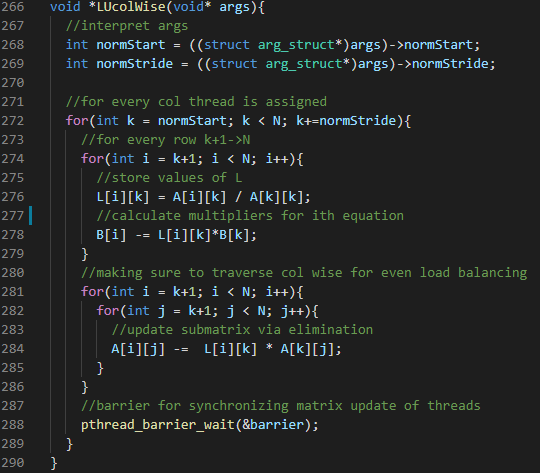 266 void *LUcolWise(void* args){
267   //interpret args
268   int normStart = ((struct arg_struct*)args)->normStart;
269   int normStride = ((struct arg_struct*)args)->normStride;
270
271   //for every col thread is assigned
272   for(int k = normStart; k < N; k+=normStride){
273     //for every row k+1->N
274     for(int i = k+1; i < N; i++){
275       //store values of L
276       L[i][k] = A[i][k] / A[k][k];
277       //calculate multipliers for ith equation
278       B[i] -= L[i][k]*B[k];
279     }
280     //making sure to traverse col wise for even load balancing
281     for(int i = k+1; i < N; i++){
282       for(int j = k+1; j < N; j++){
283         //update submatrix via elimination
284         A[i][j] -=  L[i][k] * A[k][j];
285       }
286     }
287     //barrier for synchronizing matrix update of threads
288     pthread_barrier_wait(&barrier);
289   }
290 }